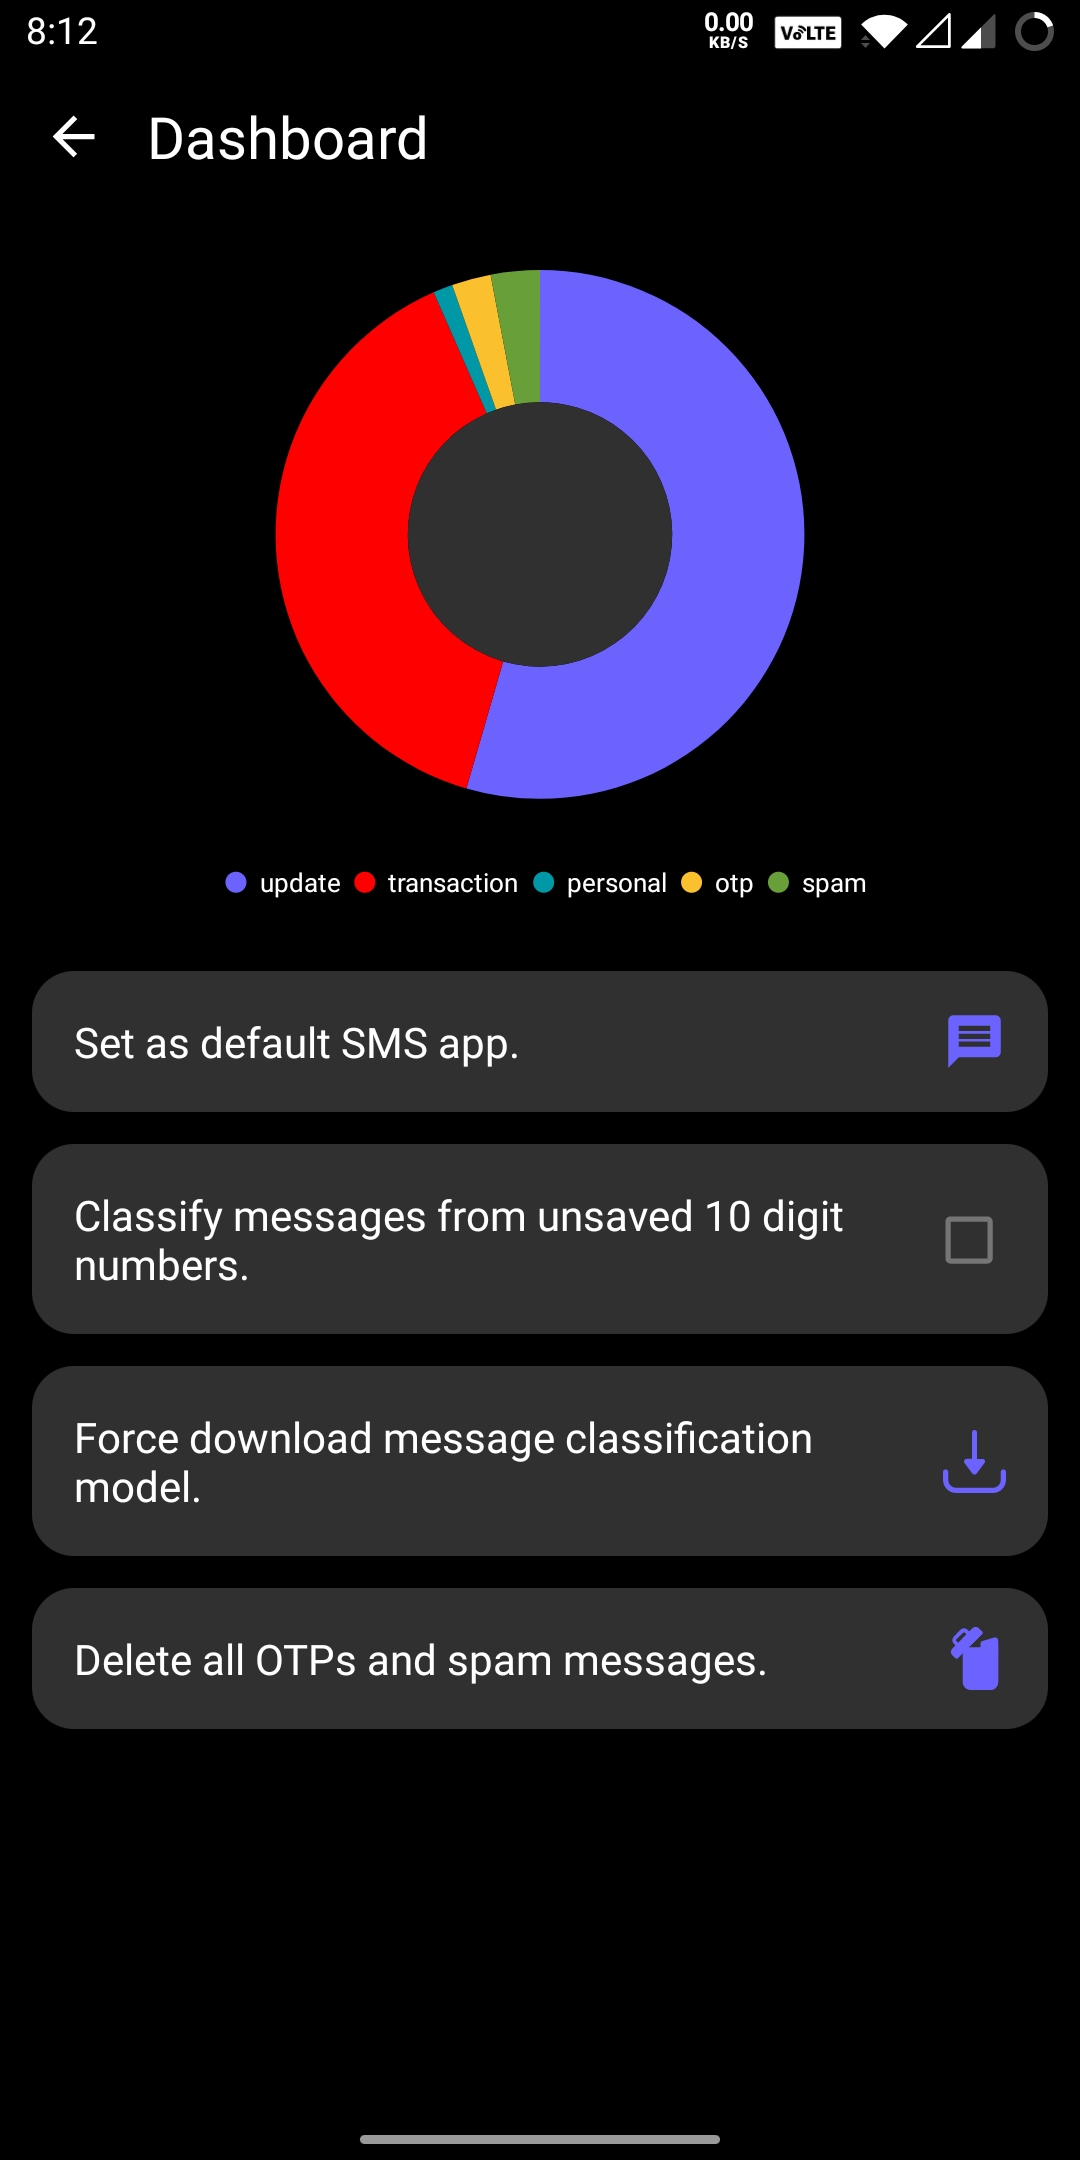 8:12
0.00
KB/S
VoLTE
Dashboard
update
transaction
personal
otp
spam
Set as default SMS app.
Classify messages from unsaved 10 digit
numbers.
Force download message classification
model.
Delete all OTPs and spam messages.